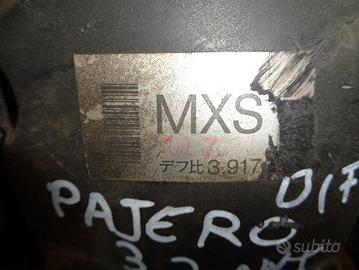 MXS
デフ比 3.917
PAJERO DIF
subito